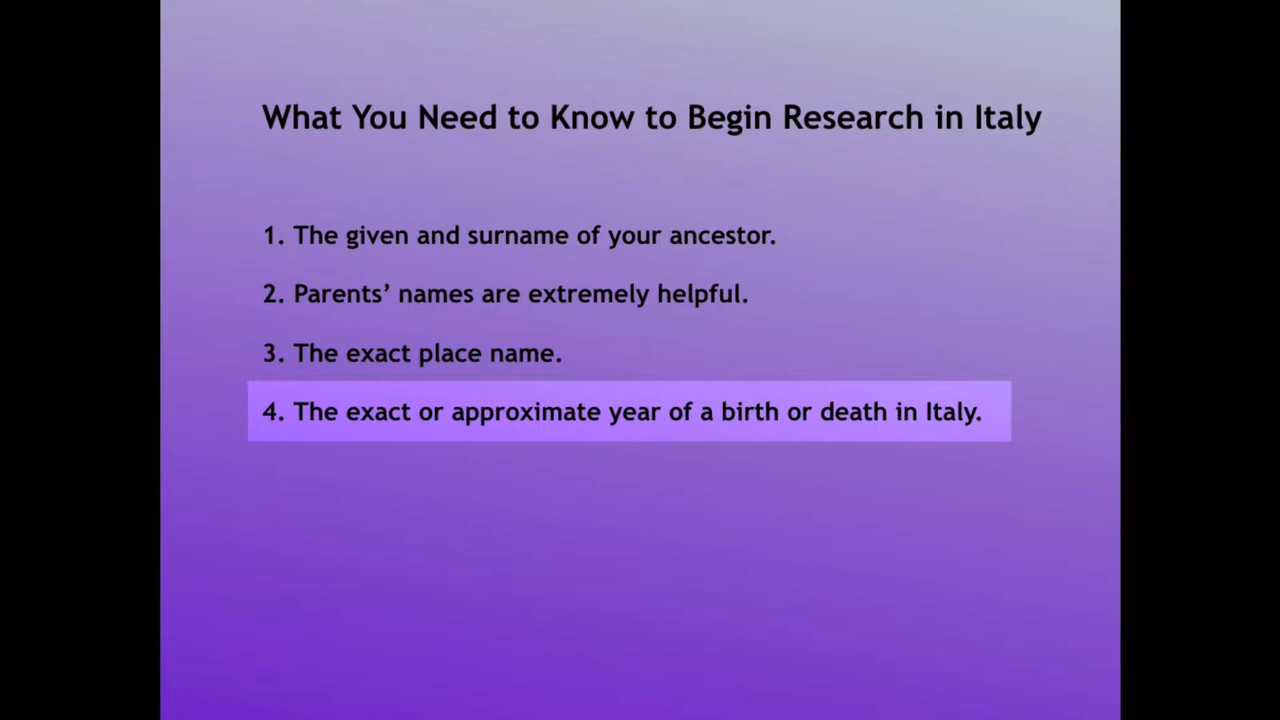 What You Need to Know to Begin Research in Italy
1. The given and surname of your ancestor.
2. Parents’ names are extremely helpful.
3. The exact place name.
4. The exact or approximate year of a birth or death in Italy.